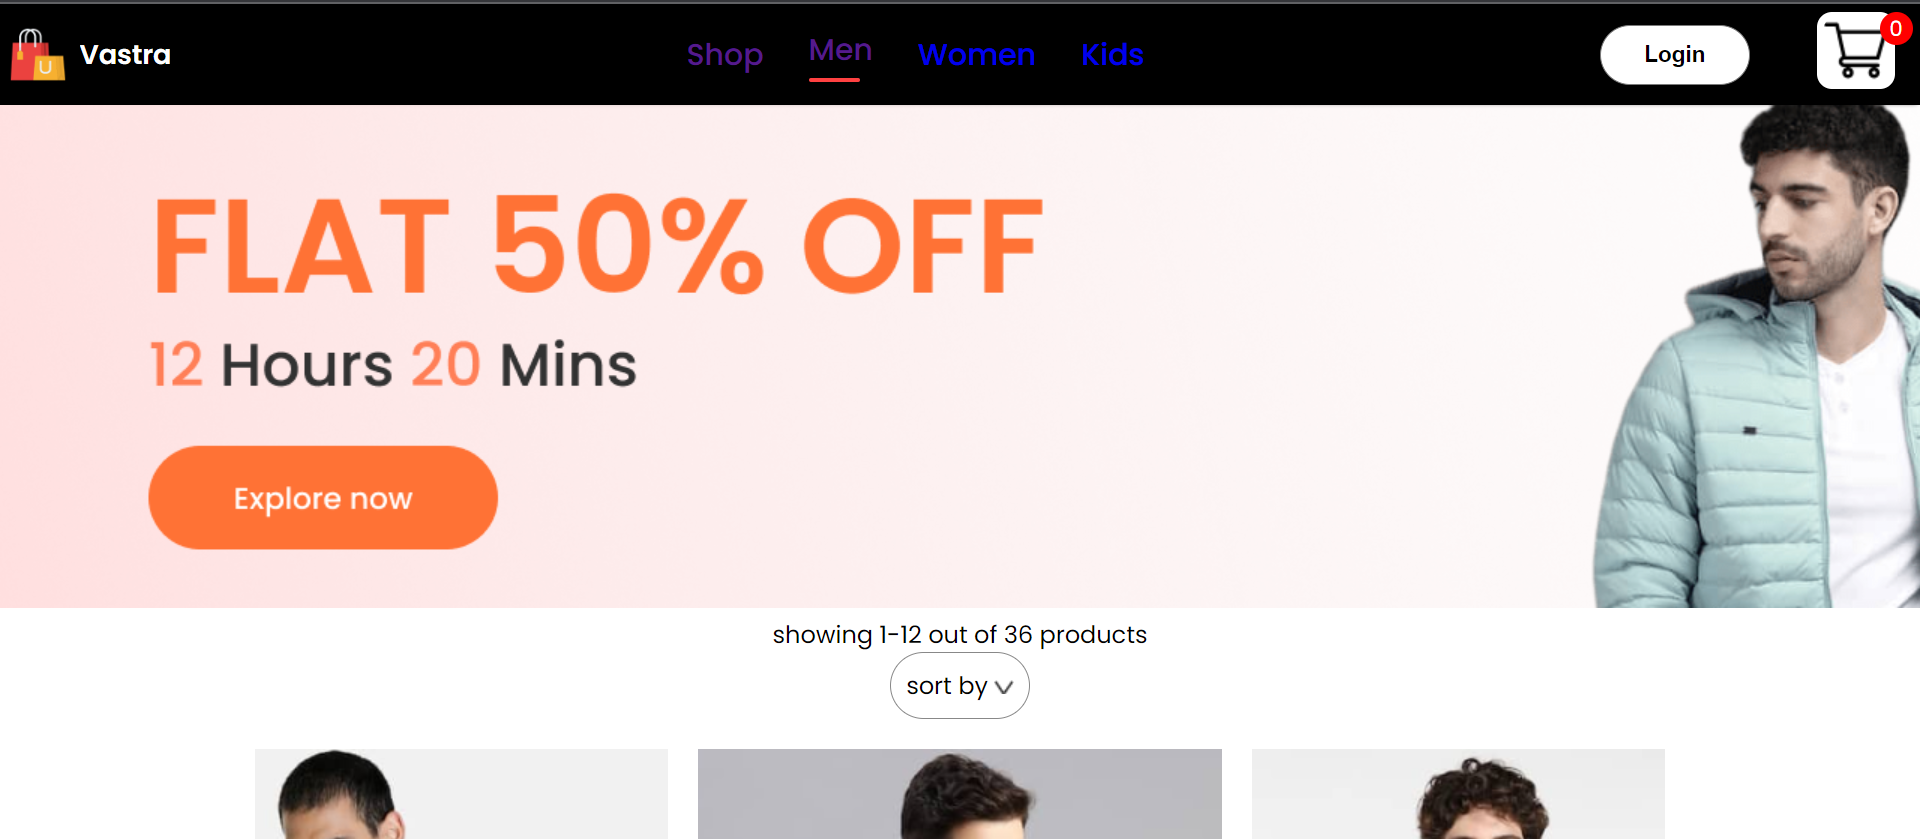 Vastra
Shop Men Women Kids
Login
0
FLAT 50% OFF
12 Hours 20 Mins
Explore now
showing 1-12 out of 36 products
sort by